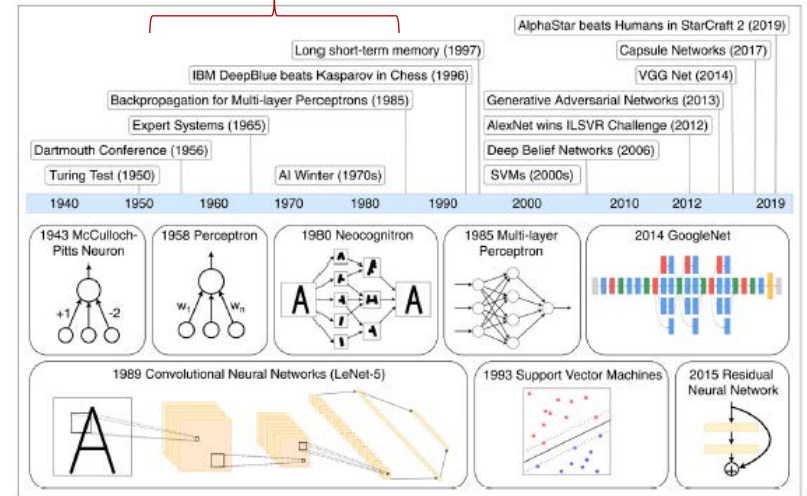 AlphaStar beats Humans in StarCraft 2 (2019)
Long short-term memory (1997)
Capsule Networks (2017)
IBM DeepBlue beats Kasparov in Chess (1996)
VGG Net (2014)
Backpropagation for Multi-layer Perceptrons (1985)
Generative Adversarial Networks (2013)
Expert Systems (1965)
AlexNet wins ILSVR Challenge (2012)
Dartmouth Conference (1956)
Deep Belief Networks (2006)
Turing Test (1950)
AI Winter (1970s)
SVMs (2000s)
1940 1950 1960 1970 1980 1990 2000 2010 2012 2019
1943 McCulloch-
Pitts Neuron
+1 -2
1958 Perceptron
w1 wn
1980 Neocognitron
A A
1985 Multi-layer
Perceptron
2014 GoogleNet
1989 Convolutional Neural Networks (LeNet-5)
A
1993 Support Vector Machines
2015 Residual
Neural Network